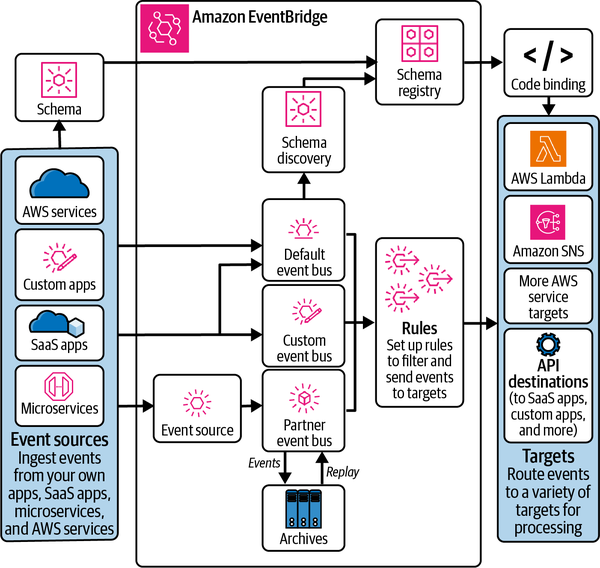 Amazon EventBridge
Schema
Schema
registry
</>
Code binding
Schema
discovery
AWS services
Custom apps
SaaS apps
Microservices
Event sources
Ingest events
from your own
apps, SaaS apps,
microservices,
and AWS services
Event source
Default
event bus
Custom
event bus
Partner
event bus
Events
Replay
8
8
8
Archives
Rules
Set up rules
to filter and
send events
to targets
AWS Lambda
Amazon SNS
More AWS
service
targets
API
destinations
(to SaaS apps,
custom apps,
and more)
Targets
Route events
to a variety of
targets for
processing